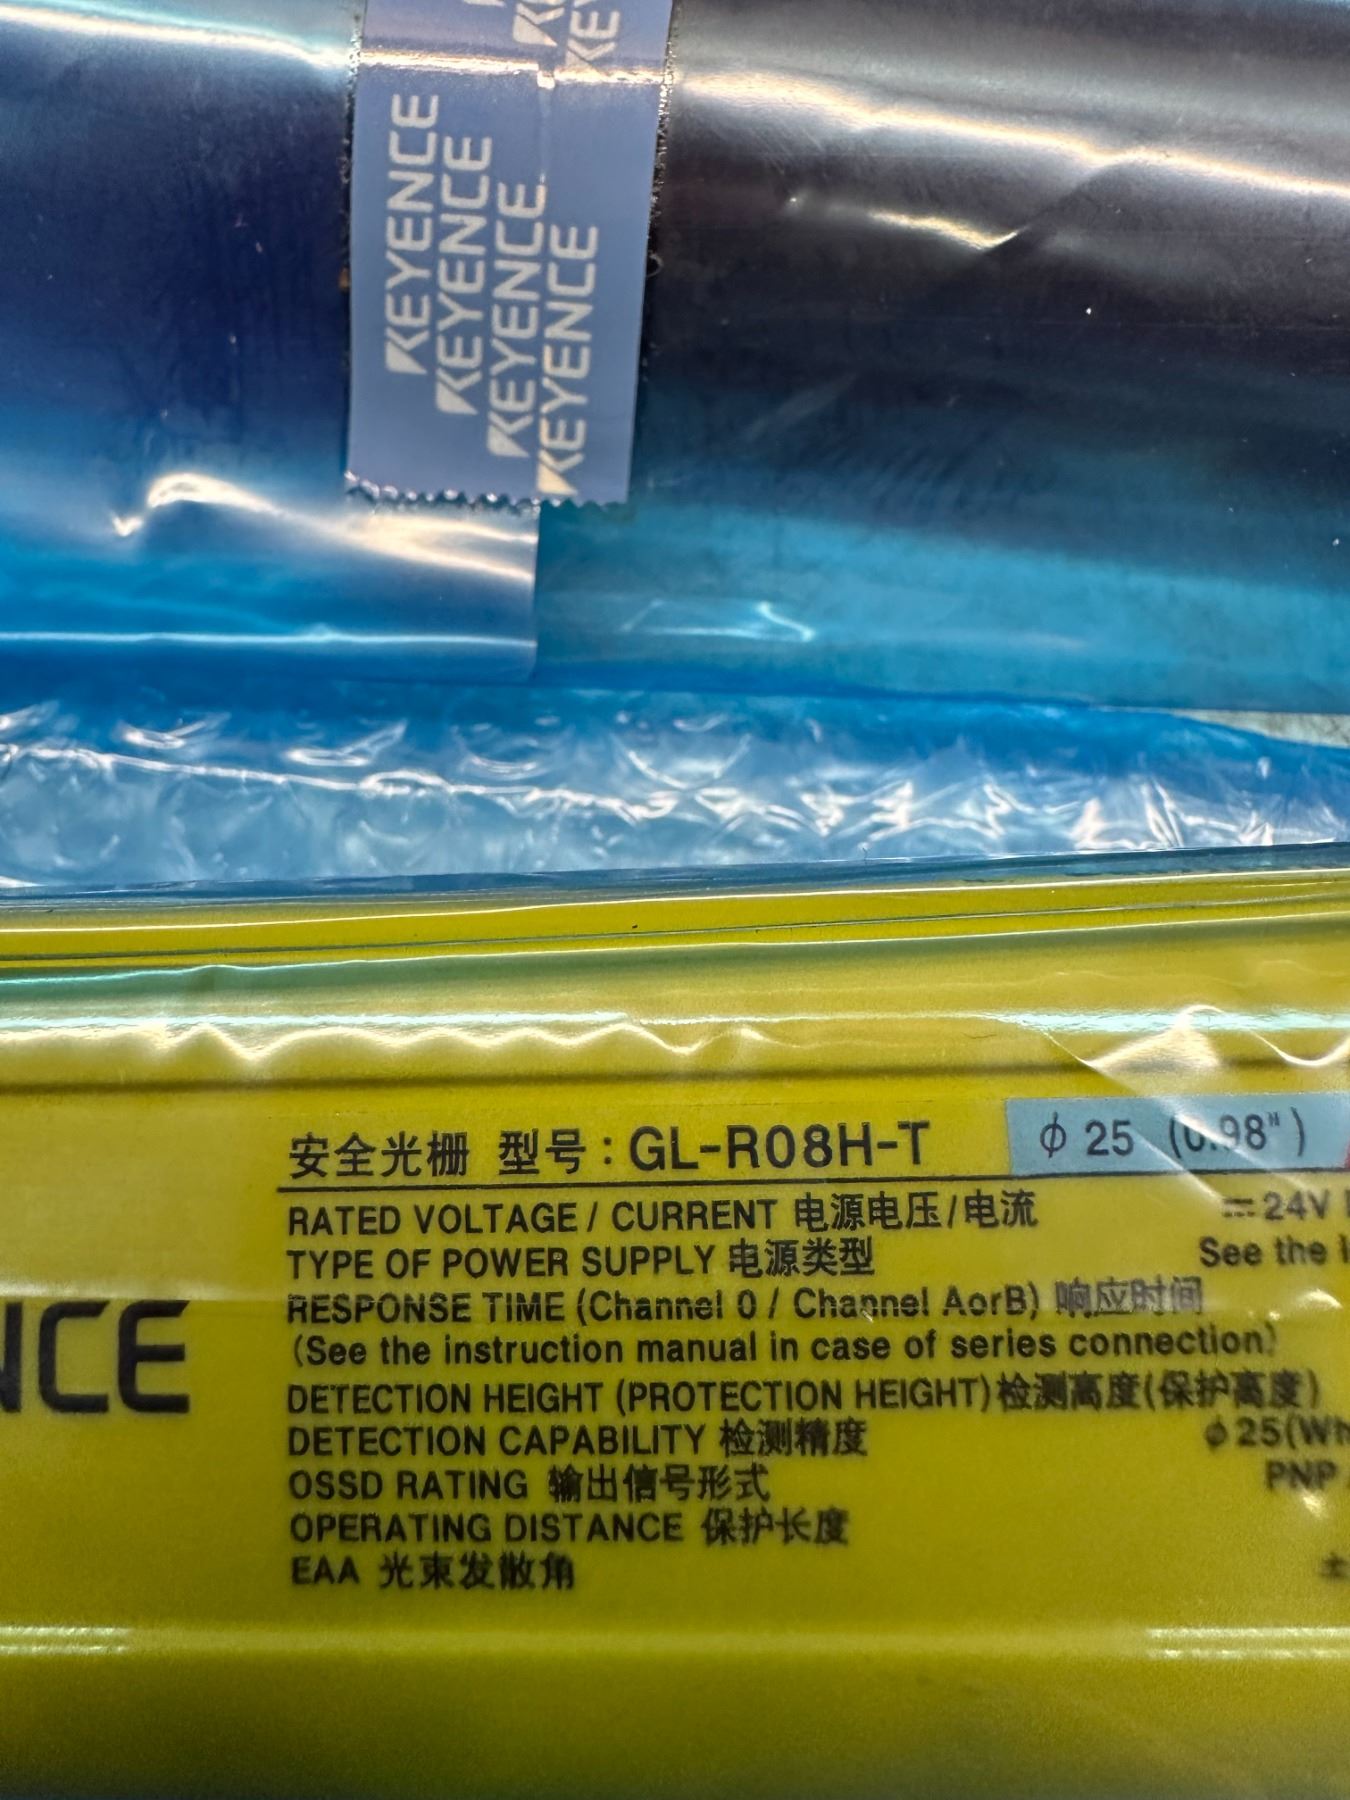 KEYENCE
KEYENCE
KEYENCE
KEYENCE
安全光栅 型号:GL-R08H-T ϕ 25 (0.98")
RATED VOLTAGE / CURRENT 电源电压/电流 ⎓24V
TYPE OF POWER SUPPLY 电源类型 See the
RESPONSE TIME (Channel 0 / Channel AorB) 响应时间
(See the instruction manual in case of series connection)
NCE
DETECTION HEIGHT (PROTECTION HEIGHT)检测高度(保护高度)
DETECTION CAPABILITY 检测精度 ϕ25(Wh
OSSD RATING 输出信号形式 PNP
OPERATING DISTANCE 保护长度
EAA 光束发散角 ±